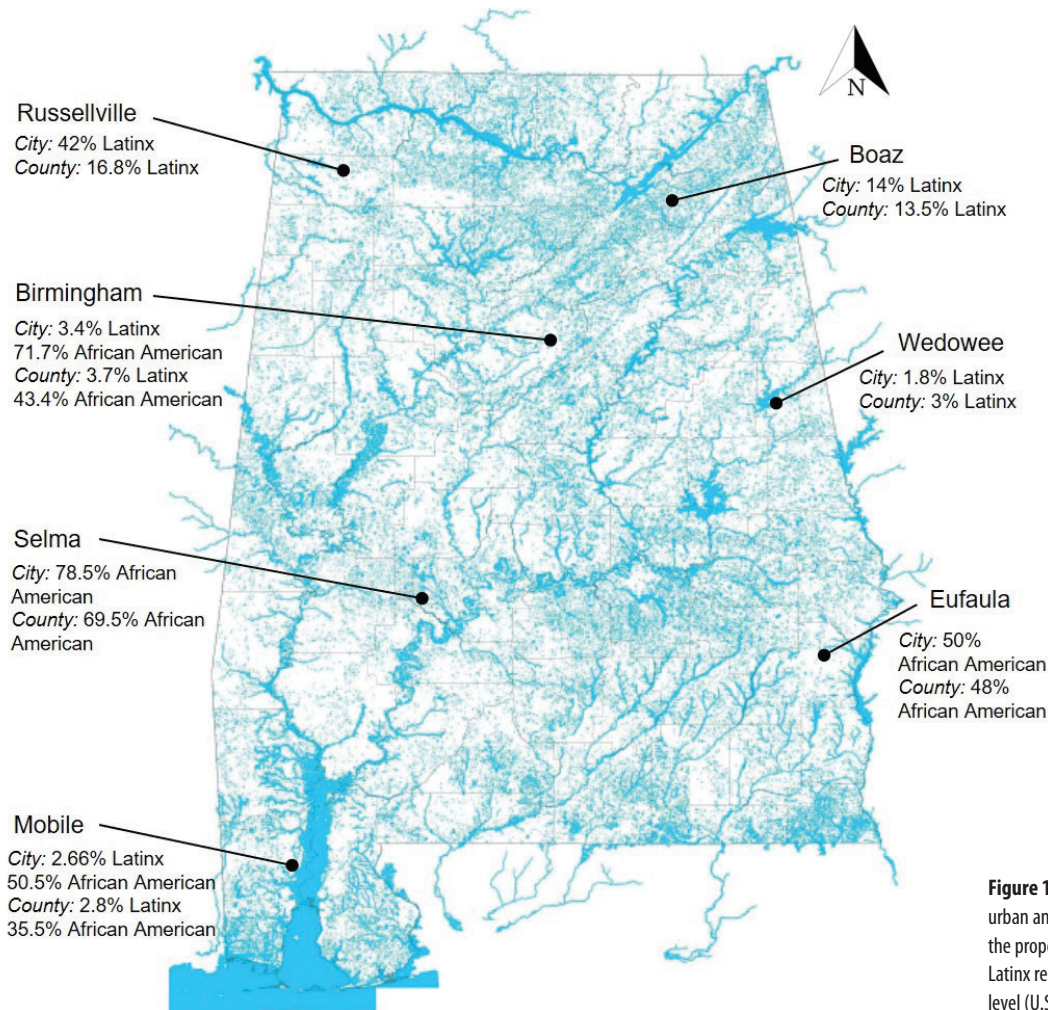 N
Russellville
City: 42% Latinx
County: 16.8% Latinx
Boaz
City: 14% Latinx
County: 13.5% Latinx
Birmingham
City: 3.4% Latinx
71.7% African American
County: 3.7% Latinx
43.4% African American
Wedowee
City: 1.8% Latinx
County: 3% Latinx
Selma
City: 78.5% African
American
County: 69.5% African
American
Eufaula
City: 50%
African American
County: 48%
African American
Mobile
City: 2.66% Latinx
50.5% African American
County: 2.8% Latinx
35.5% African American
Figure 1
urban an
the prop
Latinx re
level (U.S